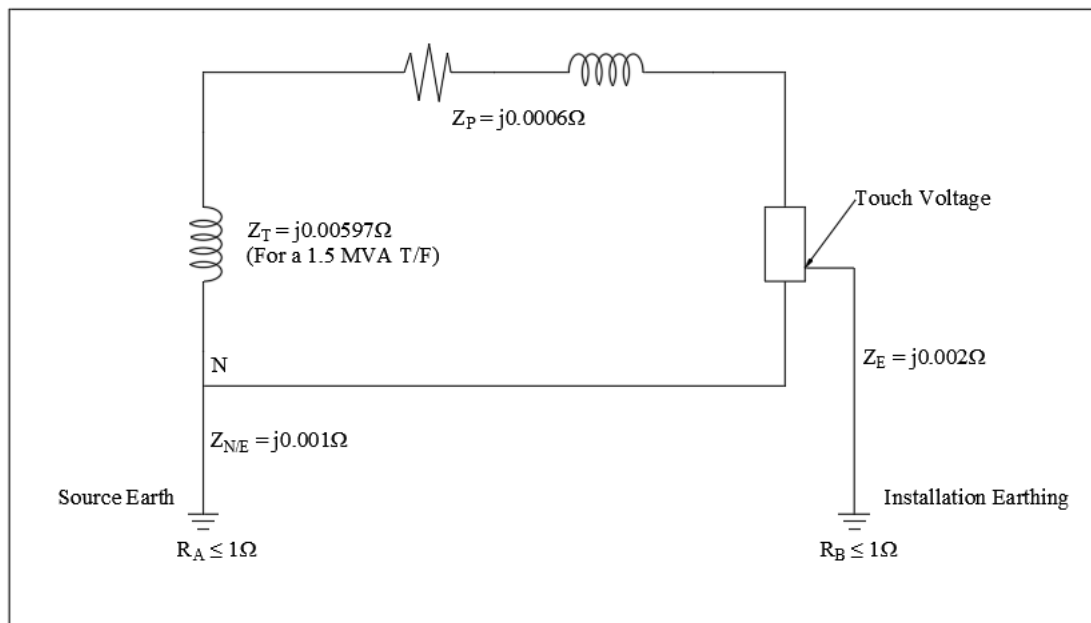 Z_P = j0.0006Ω
Touch Voltage
Z_T = j0.00597Ω
(For a 1.5 MVA T/F)
N
Z_E = j0.002Ω
Z_N/E = j0.001Ω
Source Earth
Installation Earthing
R_A ≤ 1Ω
R_B ≤ 1Ω